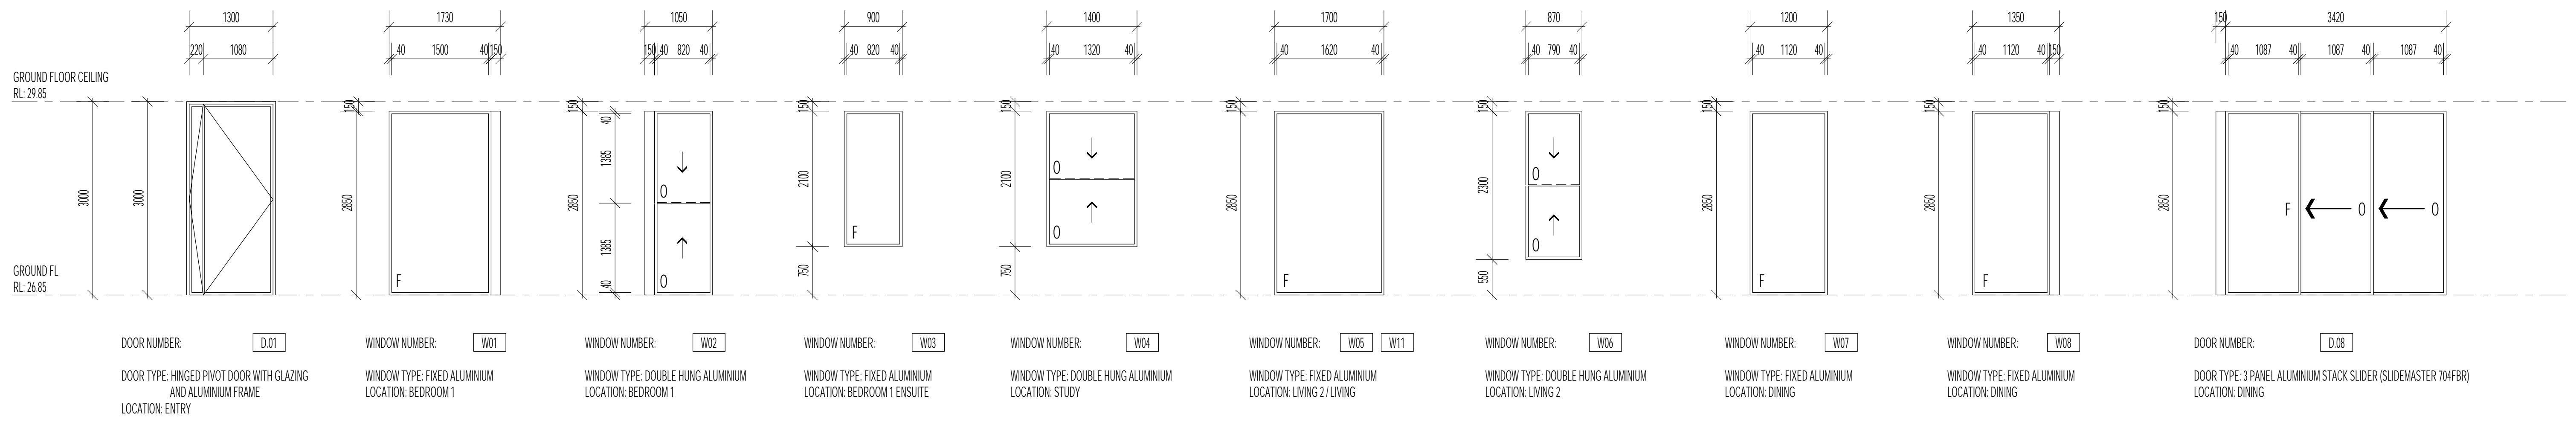 1300
1730
1050
900
1400
1700
870
1200
1350
150 3420
220 1080
40 1500 40 150
150 40 820 40
40 820 40
40 1320 40
40 1620 40
40 790 40
40 1120 40
40 1120 40 150
40 1087 40 1087 40 1087 40
GROUND FLOOR CEILING
RL: 29.85
GROUND FL
RL: 26.85
3000
3000
150
2850
F
150
2850
40
1385
1385
40
O
O
150
2100
750
F
150
2100
750
O
O
150
2850
F
150
2300
550
O
O
150
2850
F
150
2850
F
150
2850
F O O
DOOR NUMBER: D.01
DOOR TYPE: HINGED PIVOT DOOR WITH GLAZING
AND ALUMINIUM FRAME
LOCATION: ENTRY
WINDOW NUMBER: W01
WINDOW TYPE: FIXED ALUMINIUM
LOCATION: BEDROOM 1
WINDOW NUMBER: W02
WINDOW TYPE: DOUBLE HUNG ALUMINIUM
LOCATION: BEDROOM 1
WINDOW NUMBER: W03
WINDOW TYPE: FIXED ALUMINIUM
LOCATION: BEDROOM 1 ENSUITE
WINDOW NUMBER: W04
WINDOW TYPE: DOUBLE HUNG ALUMINIUM
LOCATION: STUDY
WINDOW NUMBER: W05 W11
WINDOW TYPE: FIXED ALUMINIUM
LOCATION: LIVING 2 / LIVING
WINDOW NUMBER: W06
WINDOW TYPE: DOUBLE HUNG ALUMINIUM
LOCATION: LIVING 2
WINDOW NUMBER: W07
WINDOW TYPE: FIXED ALUMINIUM
LOCATION: DINING
WINDOW NUMBER: W08
WINDOW TYPE: FIXED ALUMINIUM
LOCATION: DINING
DOOR NUMBER: D.08
DOOR TYPE: 3 PANEL ALUMINIUM STACK SLIDER (SLIDEMASTER 704FBR)
LOCATION: DINING